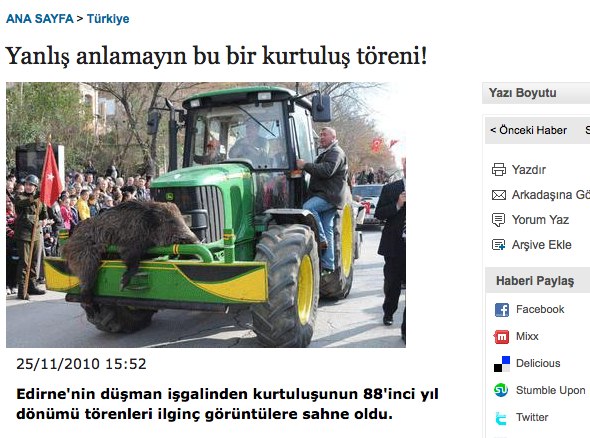 ANA SAYFA > Türkiye
Yanlış anlamayın bu bir kurtuluş töreni!
25/11/2010 15:52
Edirne'nin düşman işgalinden kurtuluşunun 88'inci yıl
dönümü törenleri ilginç görüntülere sahne oldu.
Yazı Boyutu
< Önceki Haber
Yazdır
Arkadaşına Gö
Yorum Yaz
Arşive Ekle
Haberi Paylaş
Facebook
Mixx
Delicious
Stumble Upon
Twitter